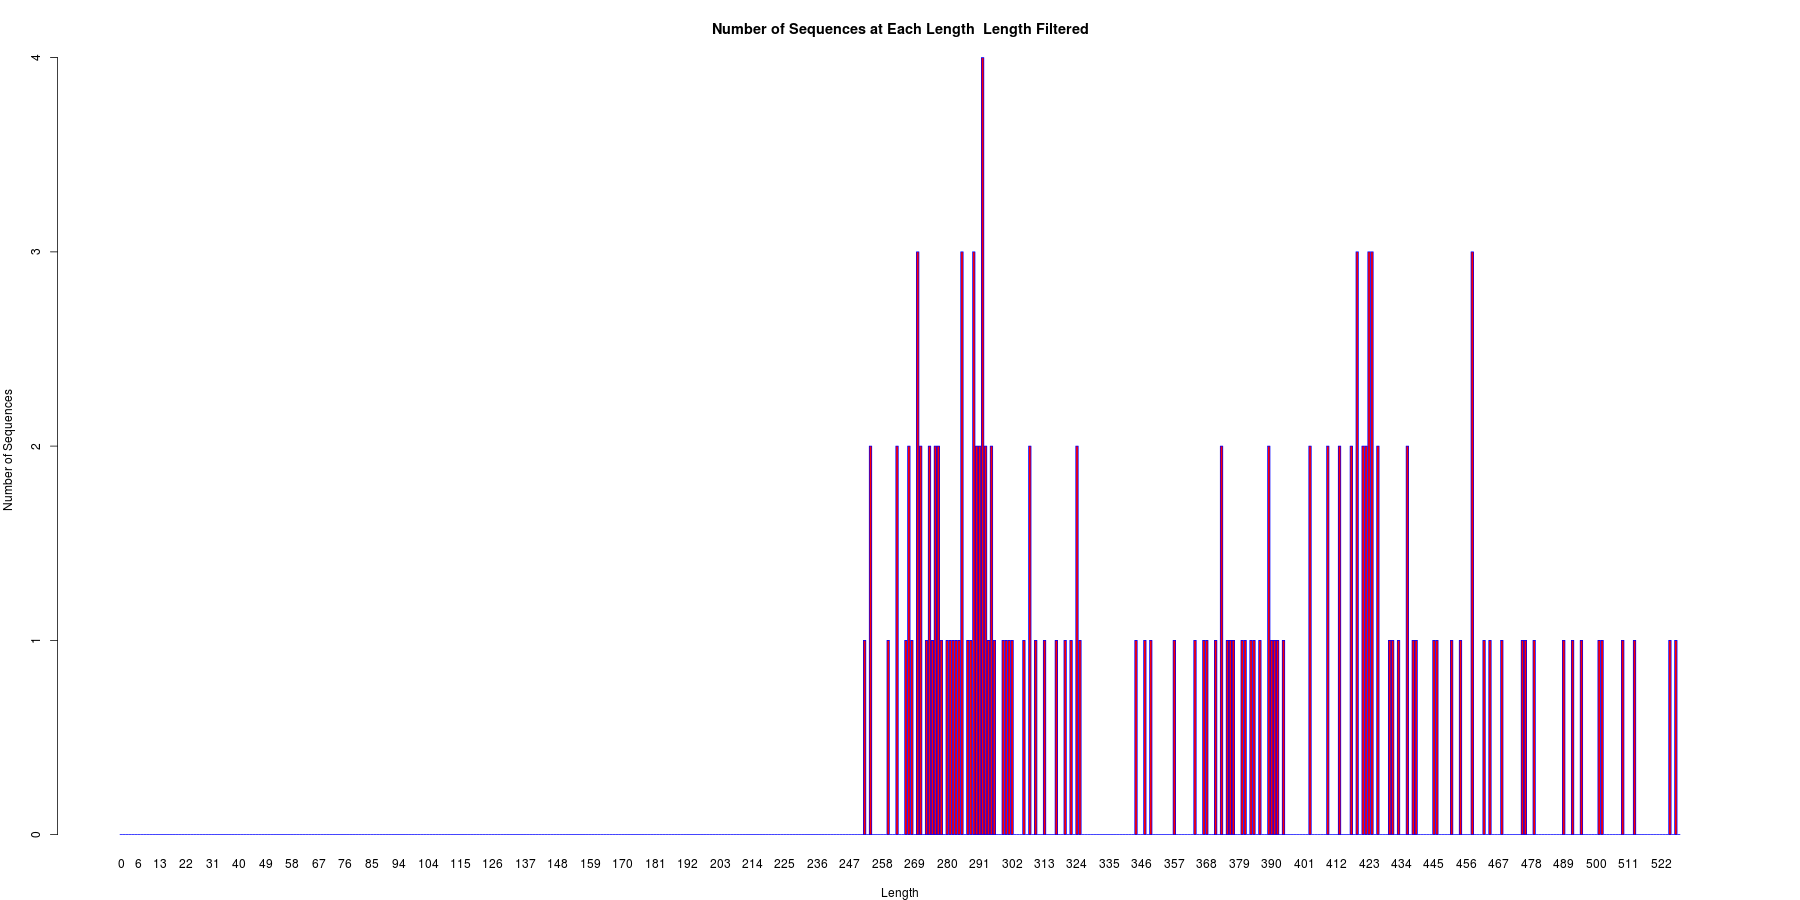 Number of Sequences at Each Length  Length Filtered
4
3
2
1
0
Number of Sequences
0 6 13 22 31 40 49 58 67 76 85 94 104 115 126 137 148 159 170 181 192 203 214 225 236 247 258 269 280 291 302 313 324 335 346 357 368 379 390 401 412 423 434 445 456 467 478 489 500 511 522
Length